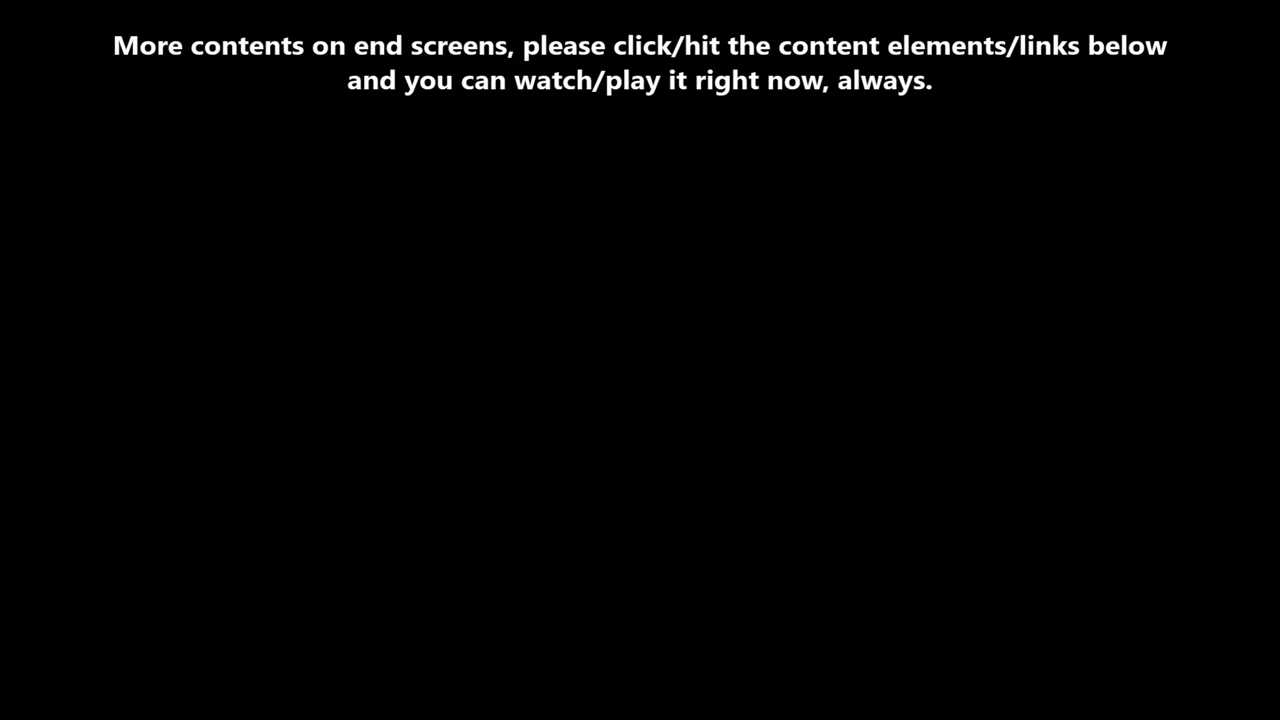 More contents on end screens, please click/hit the content elements/links below
and you can watch/play it right now, always.